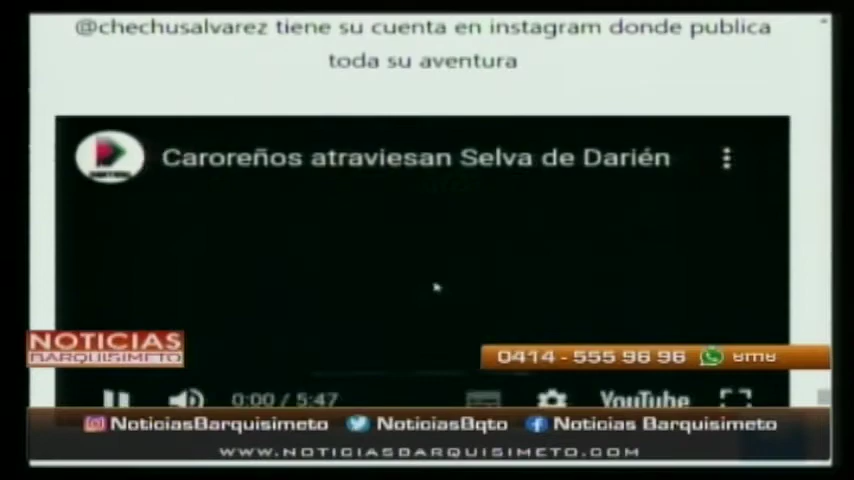 @chechusalvarez tiene su cuenta en instagram donde publica
toda su aventura
Caroreños atraviesan Selva de Darién
NOTICIAS
BARQUISIMETO
0414 - 555 96 96 sms
0:00 / 5:47
YouTube
NoticiasBarquisimeto NoticiasBqto Noticias Barquisimeto
WWW.NOTICIASBARQUISIMETO.COM